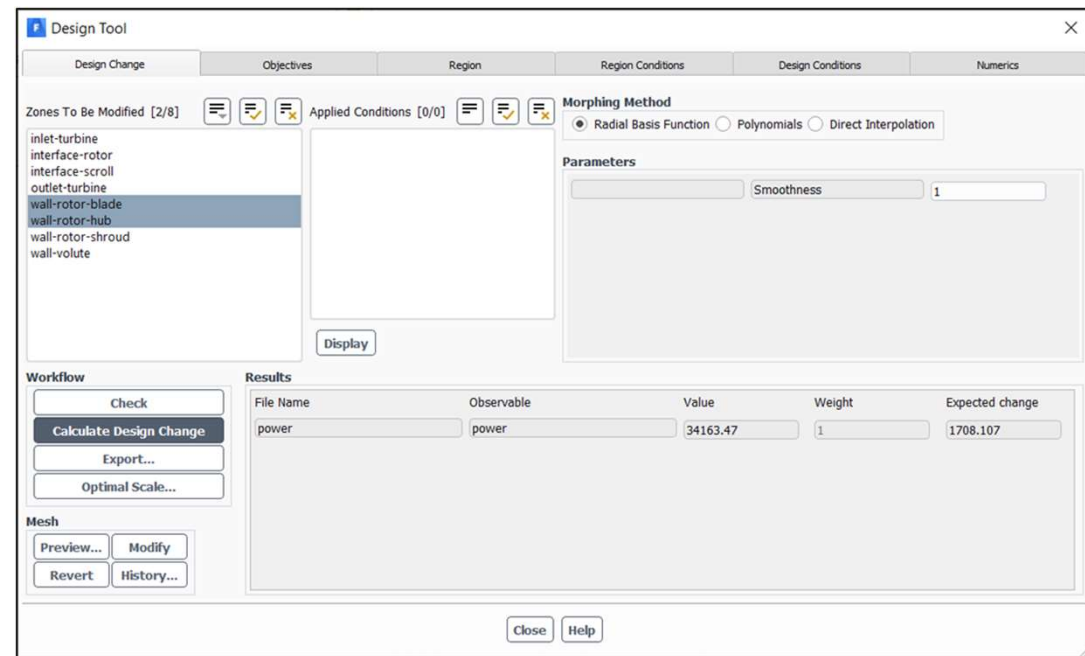 Design Tool
Design Change
Objectives
Region
Region Conditions
Design Conditions
Numerics
Zones To Be Modified [2/8]
inlet-turbine
interface-rotor
interface-scroll
outlet-turbine
wall-rotor-blade
wall-rotor-hub
wall-rotor-shroud
wall-volute
Applied Conditions [0/0]
Display
Morphing Method
Radial Basis Function
Polynomials
Direct Interpolation
Parameters
Smoothness
1
Workflow
Check
Calculate Design Change
Export...
Optimal Scale...
Mesh
Preview...
Modify
Revert
History...
Results
File Name
Observable
Value
Weight
Expected change
power
power
34163.47
1
1708.107
Close
Help